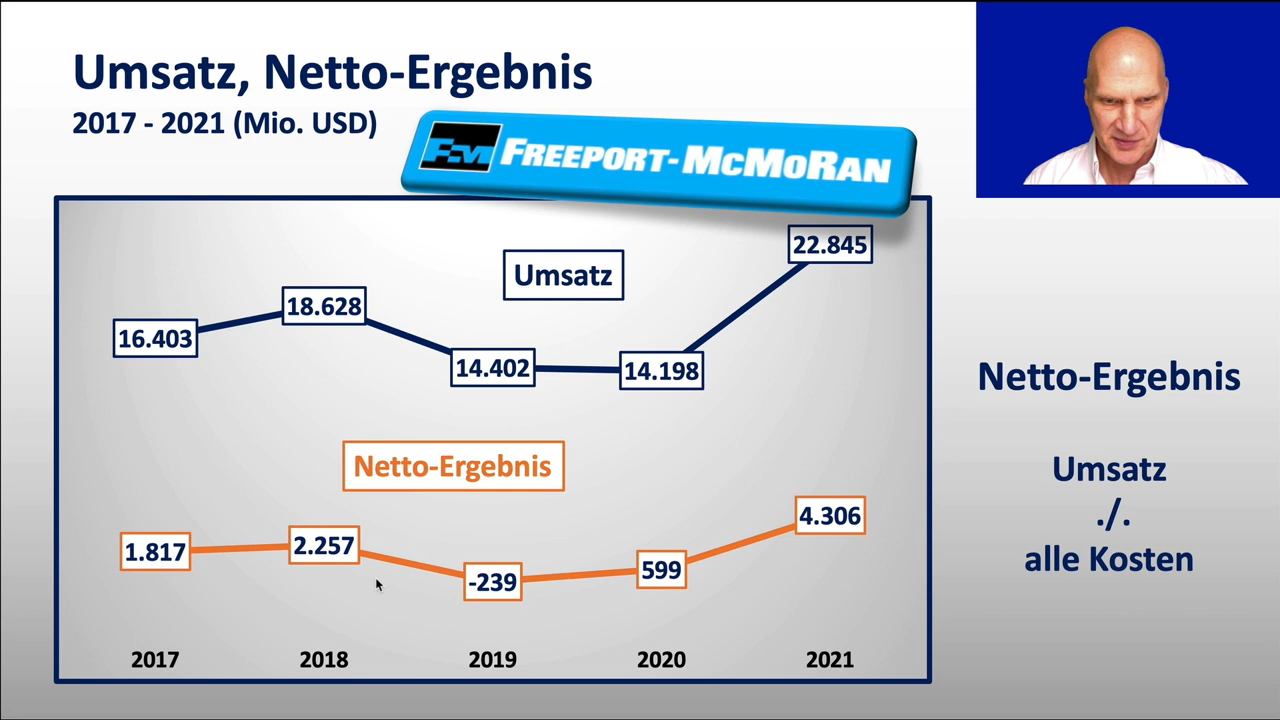 Umsatz, Netto-Ergebnis
2017 - 2021 (Mio. USD)
FM FREEPORT-MCMORAN
22.845
Umsatz
18.628
16.403
14.402
14.198
Netto-Ergebnis
Netto-Ergebnis
Umsatz
./.
alle Kosten
4.306
1.817
2.257
-239
599
2017 2018 2019 2020 2021